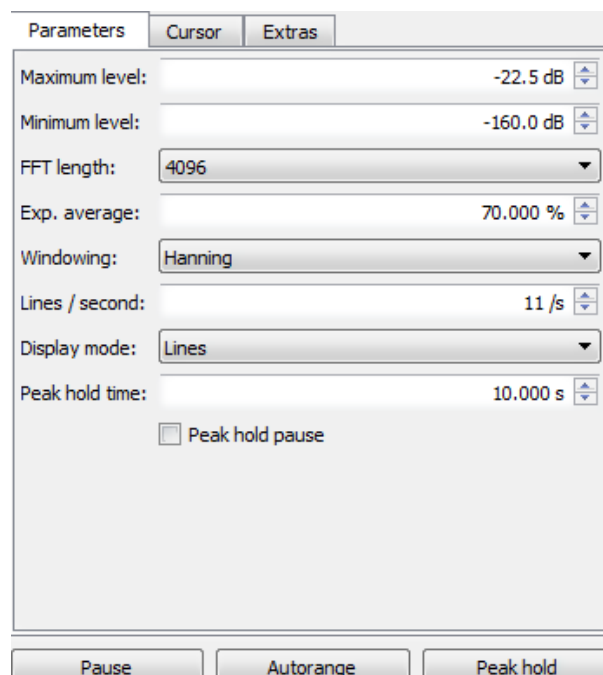 Parameters Cursor Extras
Maximum level: -22.5 dB
Minimum level: -160.0 dB
FFT length: 4096
Exp. average: 70.000 %
Windowing: Hanning
Lines / second: 11 /s
Display mode: Lines
Peak hold time: 10.000 s
Peak hold pause
Pause Autorange Peak hold